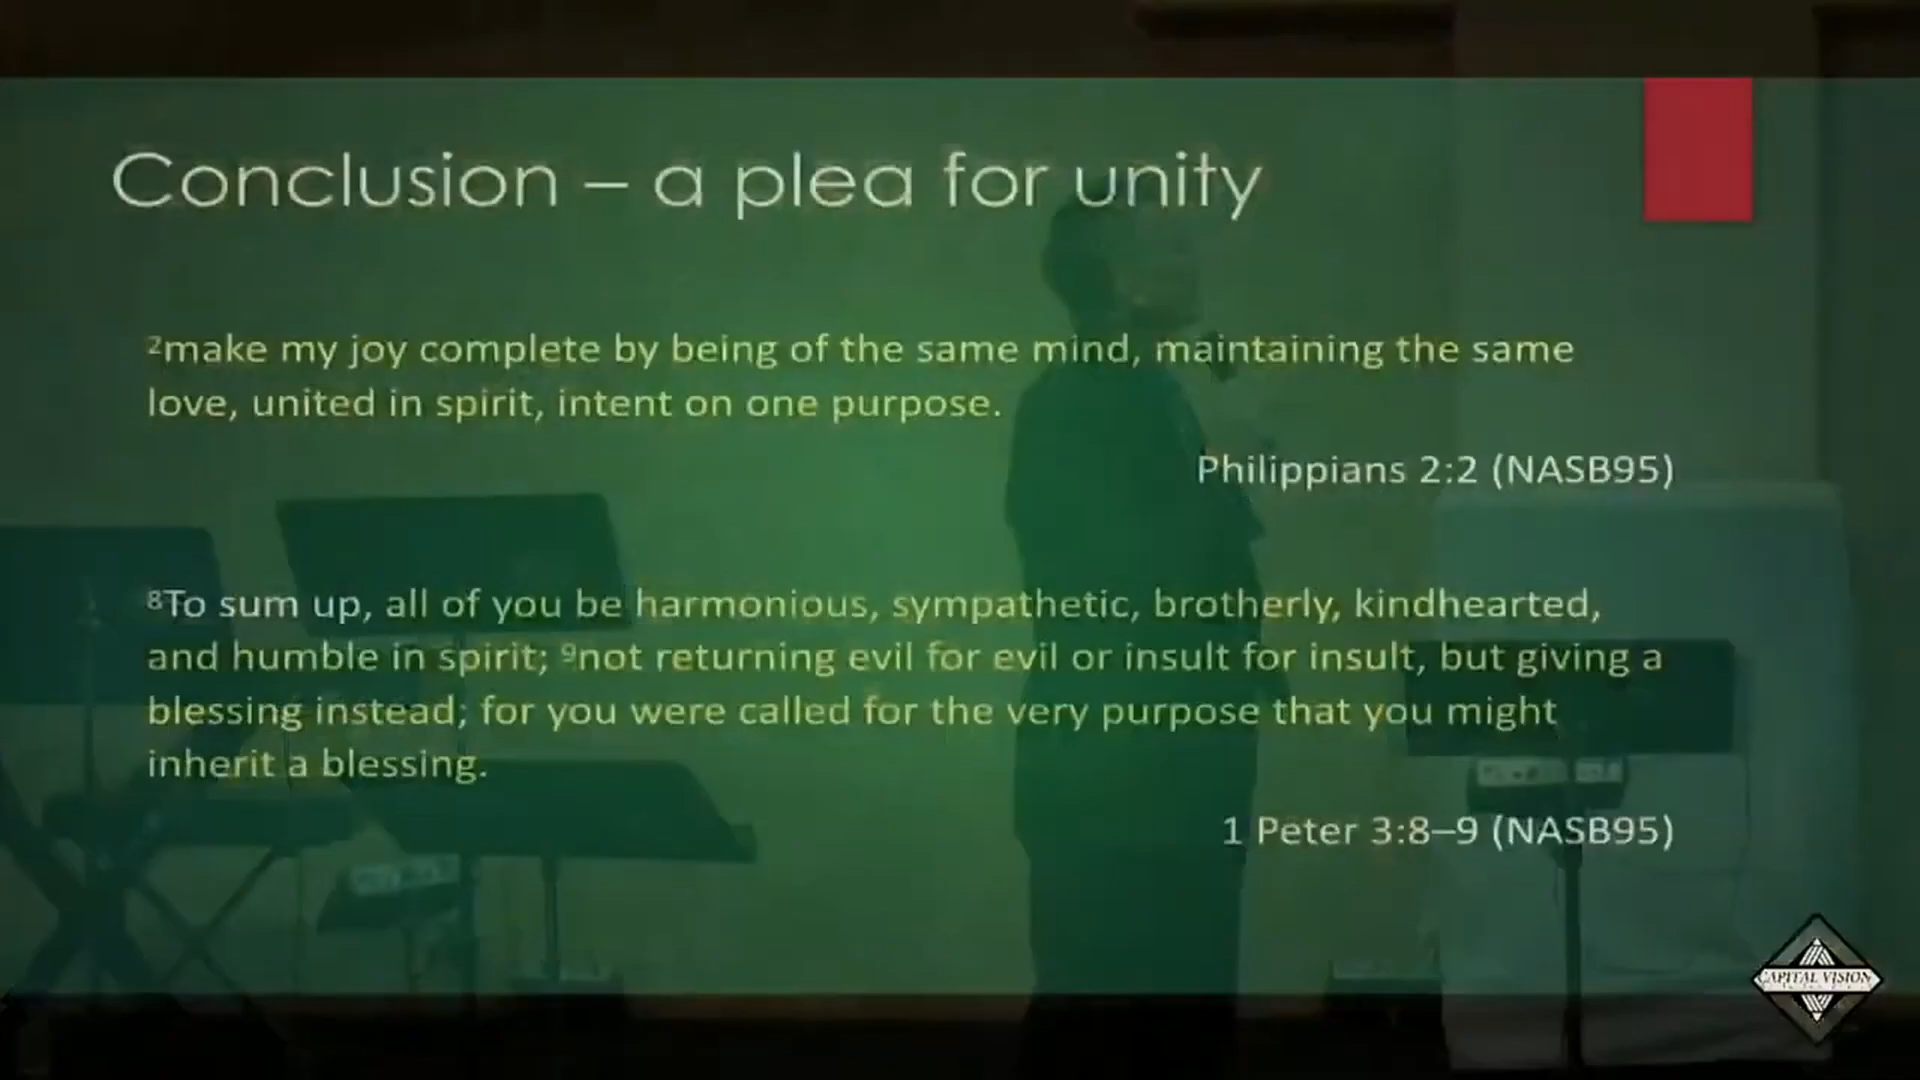 Conclusion – a plea for unity
²make my joy complete by being of the same mind, maintaining the same
love, united in spirit, intent on one purpose.
Philippians 2:2 (NASB95)
⁸To sum up, all of you be harmonious, sympathetic, brotherly, kindhearted,
and humble in spirit; ⁹not returning evil for evil or insult for insult, but giving a
blessing instead; for you were called for the very purpose that you might
inherit a blessing.
1 Peter 3:8–9 (NASB95)
CAPITAL VISION